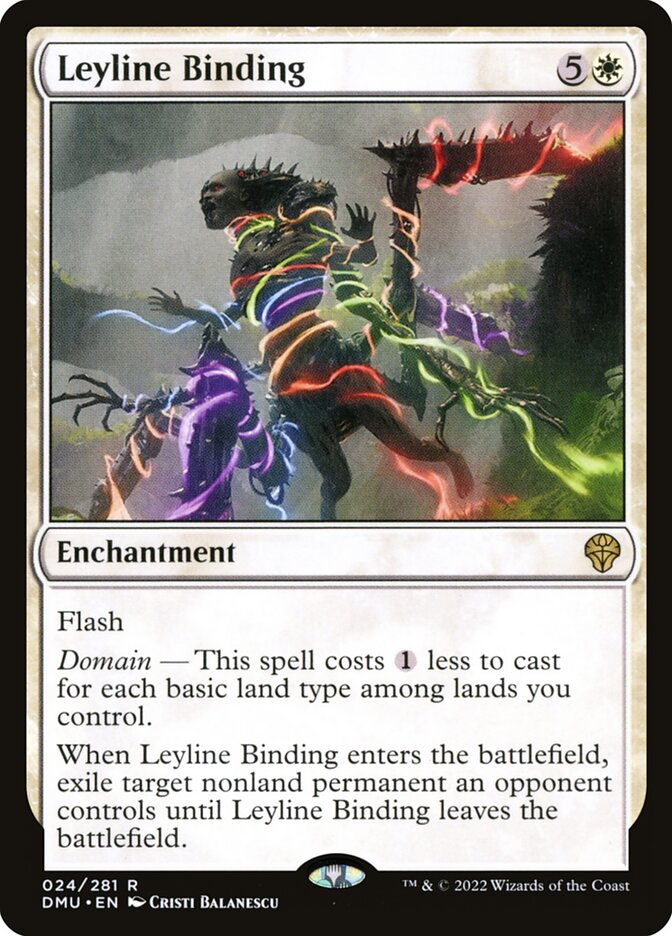 Leyline Binding 5
Enchantment
Flash
Domain — This spell costs 1 less to cast
for each basic land type among lands you
control.
When Leyline Binding enters the battlefield,
exile target nonland permanent an opponent
controls until Leyline Binding leaves the
battlefield.
024/281 R ™ & © 2022 Wizards of the Coast
DMU • EN Cristi Balanescu